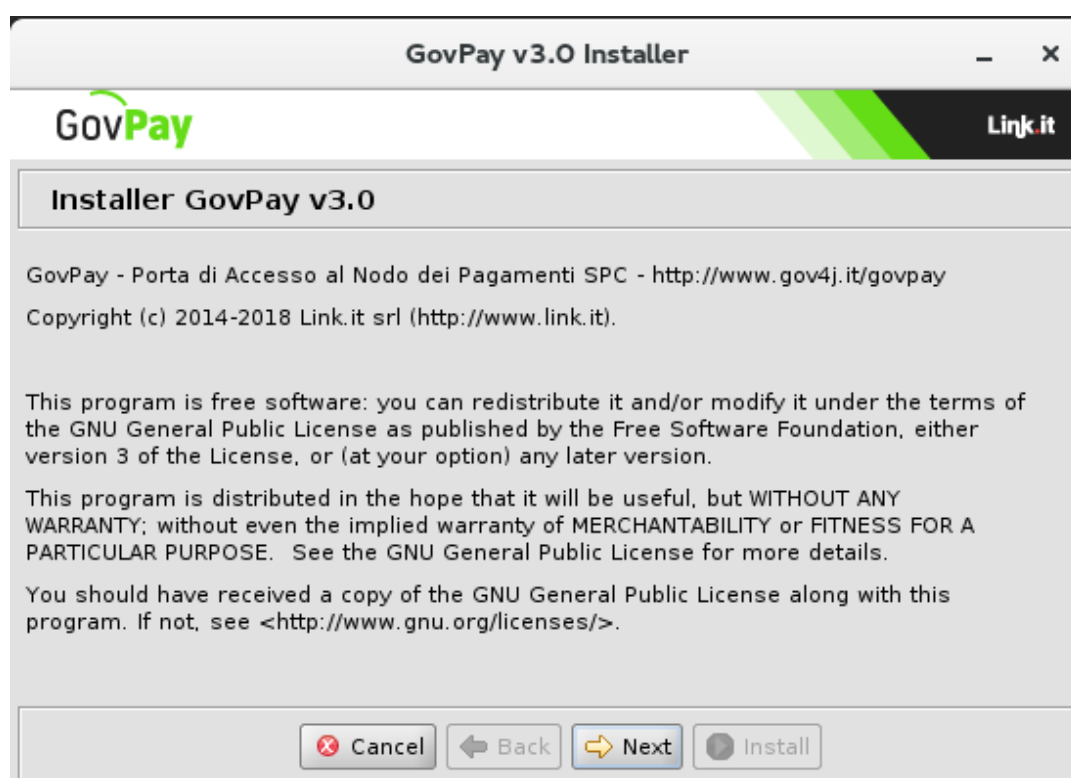 GovPay v3.0 Installer
GovPay
Link.it
Installer GovPay v3.0
GovPay - Porta di Accesso al Nodo dei Pagamenti SPC - http://www.gov4j.it/govpay
Copyright (c) 2014-2018 Link.it srl (http://www.link.it).
This program is free software: you can redistribute it and/or modify it under the terms of
the GNU General Public License as published by the Free Software Foundation, either
version 3 of the License, or (at your option) any later version.
This program is distributed in the hope that it will be useful, but WITHOUT ANY
WARRANTY; without even the implied warranty of MERCHANTABILITY or FITNESS FOR A
PARTICULAR PURPOSE.  See the GNU General Public License for more details.
You should have received a copy of the GNU General Public License along with this
program. If not, see <http://www.gnu.org/licenses/>.
Cancel Back Next Install